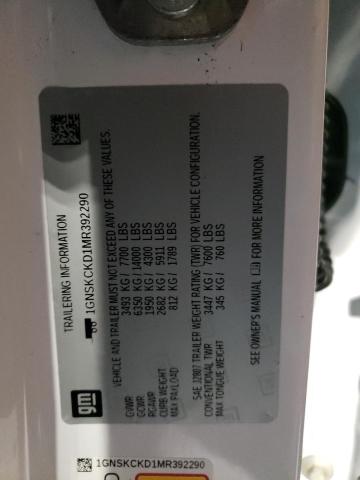 gm
TRAILERING INFORMATION
1GNSKCKD1MR392290
VEHICLE AND TRAILER MUST NOT EXCEED ANY OF THESE VALUES.
GVWR 3493 KG / 7700 LBS
GCWR 6350 KG / 14000 LBS
RGAWR 1950 KG / 4300 LBS
CURB WEIGHT 2682 KG / 5911 LBS
MAX PAYLOAD 812 KG / 1789 LBS
SAE J2807 TRAILER WEIGHT RATING (TWR) FOR VEHICLE CONFIGURATION.
CONVENTIONAL TWR 3447 KG / 7600 LBS
MAX TONGUE WEIGHT 345 KG / 760 LBS
SEE OWNER'S MANUAL FOR MORE INFORMATION
1GNSKCKD1MR392290